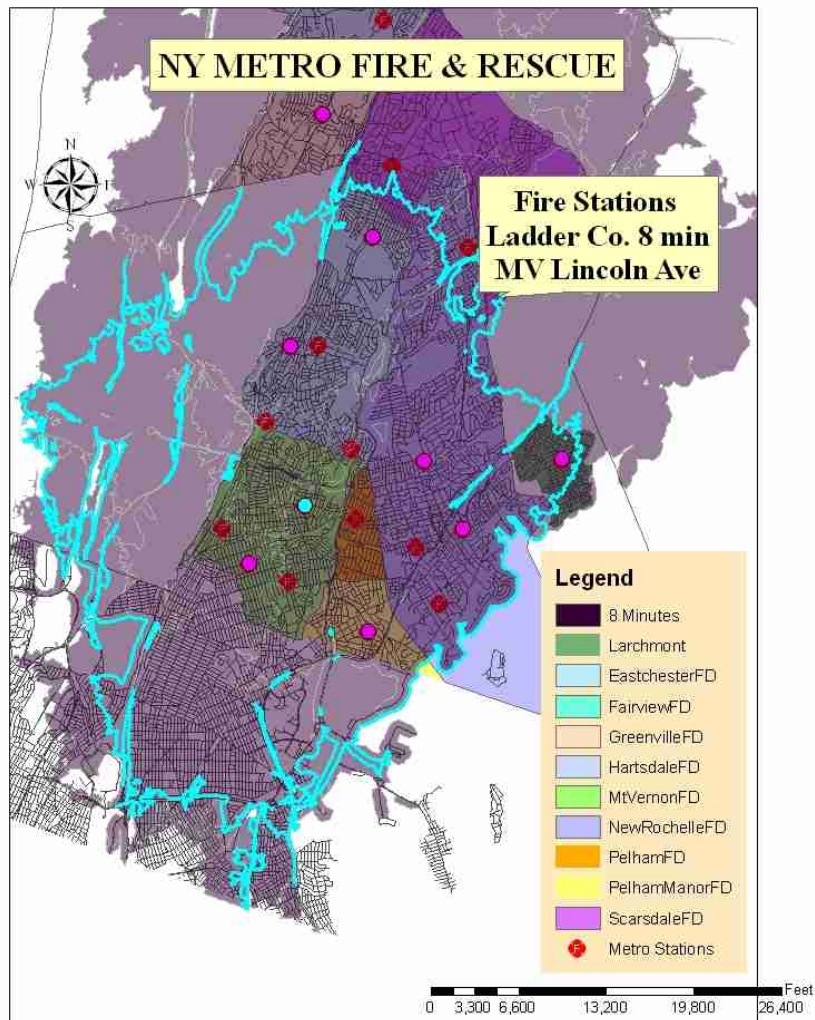 NY METRO FIRE & RESCUE
N
W
E
S
Fire Stations
Ladder Co. 8 min
MV Lincoln Ave
Legend
8 Minutes
Larchmont
EastchesterFD
FairviewFD
GreenvilleFD
HartsdaleFD
MtVernonFD
NewRochelleFD
PelhamFD
PelhamManorFD
ScarsdaleFD
F Metro Stations
Feet
0 3,300 6,600 13,200 19,800 26,400